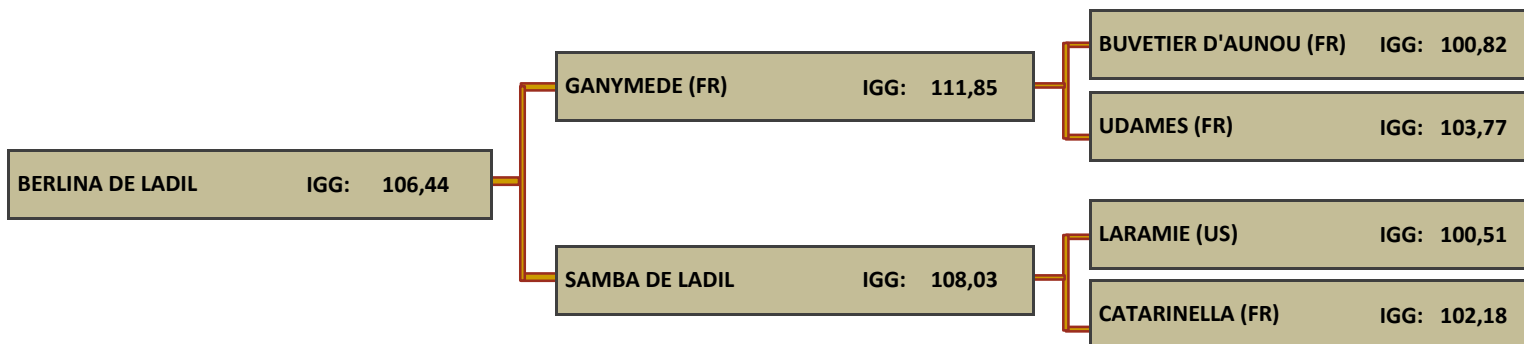 BUVETIER D'AUNOU (FR) IGG: 100,82
GANYMEDE (FR) IGG: 111,85
UDAMES (FR) IGG: 103,77
BERLINA DE LADIL IGG: 106,44
LARAMIE (US) IGG: 100,51
SAMBA DE LADIL IGG: 108,03
CATARINELLA (FR) IGG: 102,18